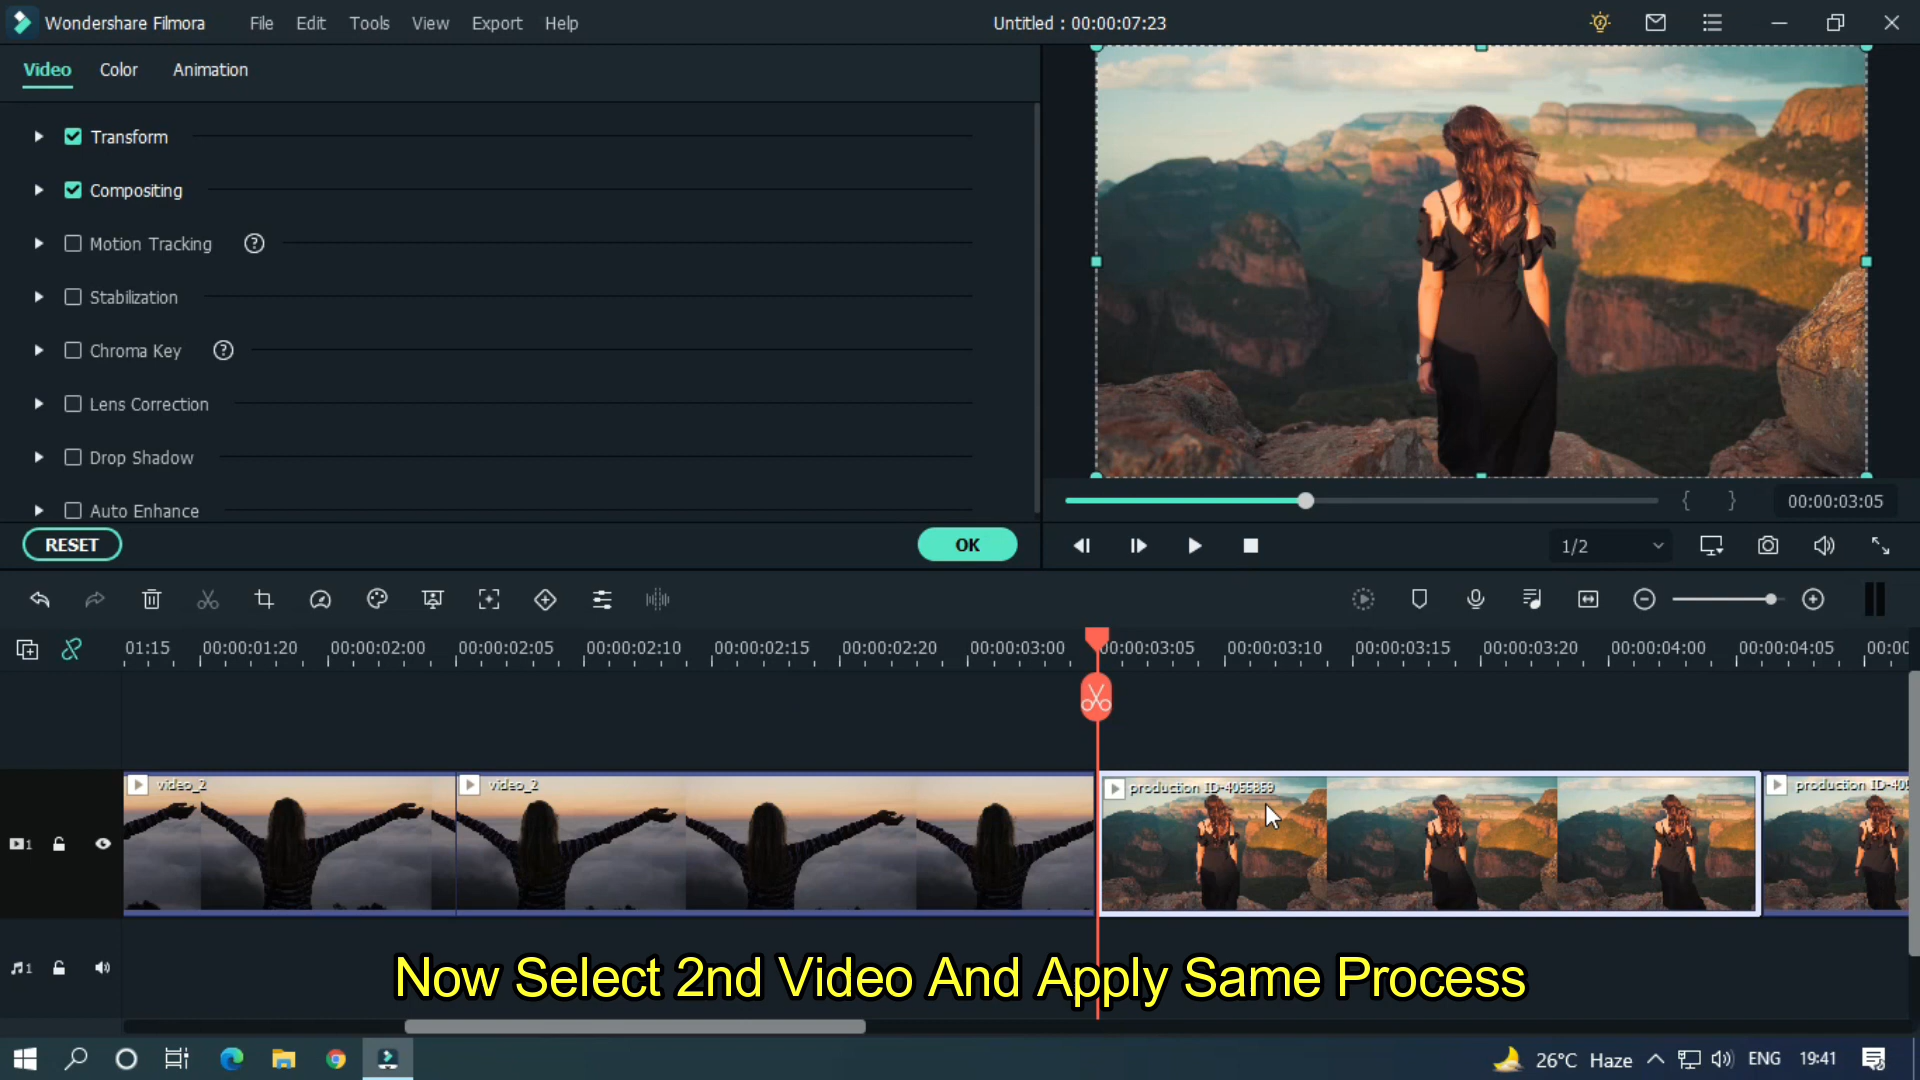 Wondershare Filmora
File
Edit
Tools
View
Export
Help
Untitled : 00:00:07:23
Video
Color
Animation
Transform
Compositing
Motion Tracking
?
Stabilization
Chroma Key
?
Lens Correction
Drop Shadow
Auto Enhance
RESET
OK
{ }
00:00:03:05
1/2
01:15
00:00:01:20
00:00:02:00
00:00:02:05
00:00:02:10
00:00:02:15
00:00:02:20
00:00:03:00
00:00:03:05
00:00:03:10
00:00:03:15
00:00:03:20
00:00:04:00
00:00:04:05
00:00
video_2
video_2
production ID-4055859
production ID-405
1
1
Now Select 2nd Video And Apply Same Process
26°C Haze
ENG
19:41